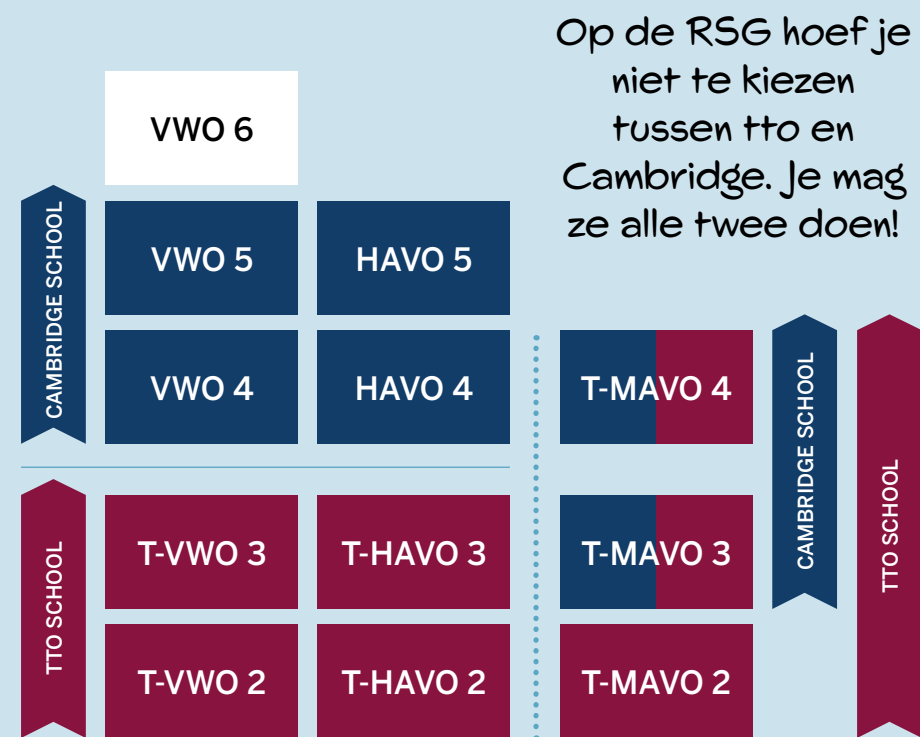 Op de RSG hoef je
niet te kiezen
tussen tto en
Cambridge. Je mag
ze alle twee doen!
VWO 6
CAMBRIDGE SCHOOL
VWO 5
HAVO 5
VWO 4
HAVO 4
T-MAVO 4
CAMBRIDGE SCHOOL
TTO SCHOOL
TTO SCHOOL
T-VWO 3
T-HAVO 3
T-MAVO 3
T-VWO 2
T-HAVO 2
T-MAVO 2